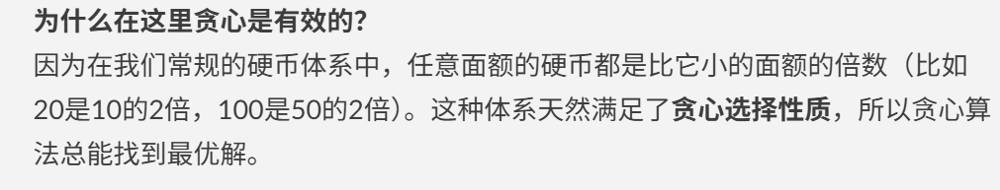 为什么在这里贪心是有效的？
因为在我们常规的硬币体系中，任意面额的硬币都是比它小的面额的倍数（比如
20是10的2倍，100是50的2倍）。这种体系天然满足了贪心选择性质，所以贪心算
法总能找到最优解。